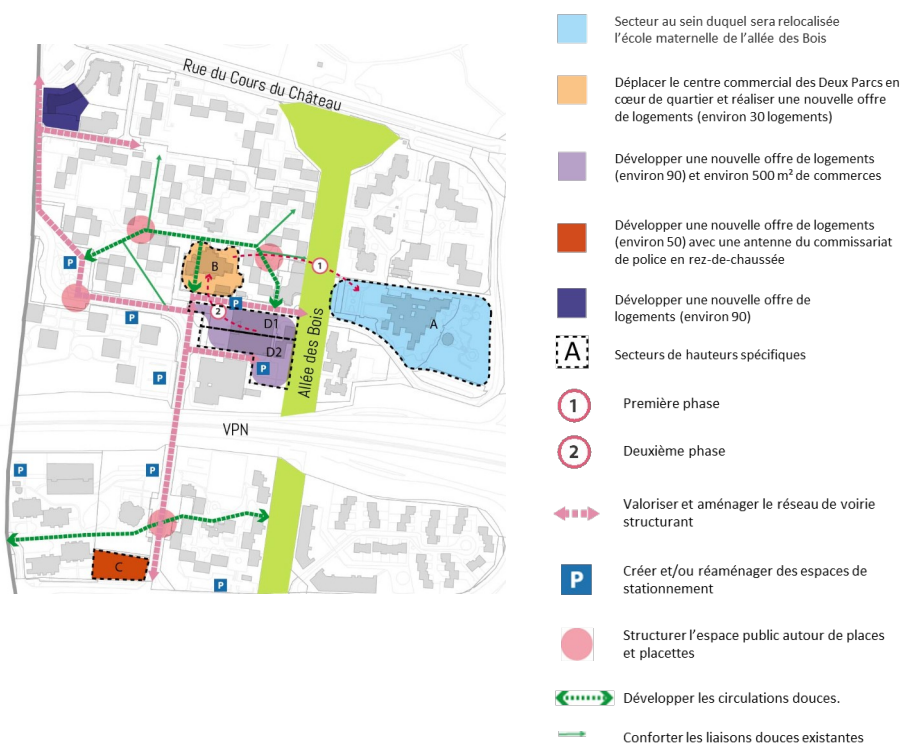 Rue du Cours du Château
P
B
1
P
2
D1
A
D2
P
P
P
P
Allée des Bois
VPN
P
P
C
P
Secteur au sein duquel sera relocalisée
l'école maternelle de l'allée des Bois
Déplacer le centre commercial des Deux Parcs en
cœur de quartier et réaliser une nouvelle offre
de logements (environ 30 logements)
Développer une nouvelle offre de logements
(environ 90) et environ 500 m² de commerces
Développer une nouvelle offre de logements
(environ 50) avec une antenne du commissariat
de police en rez-de-chaussée
Développer une nouvelle offre de
logements (environ 90)
A
Secteurs de hauteurs spécifiques
1
Première phase
2
Deuxième phase
Valoriser et aménager le réseau de voirie
structurant
P
Créer et/ou réaménager des espaces de
stationnement
Structurer l'espace public autour de places
et placettes
Développer les circulations douces.
Conforter les liaisons douces existantes